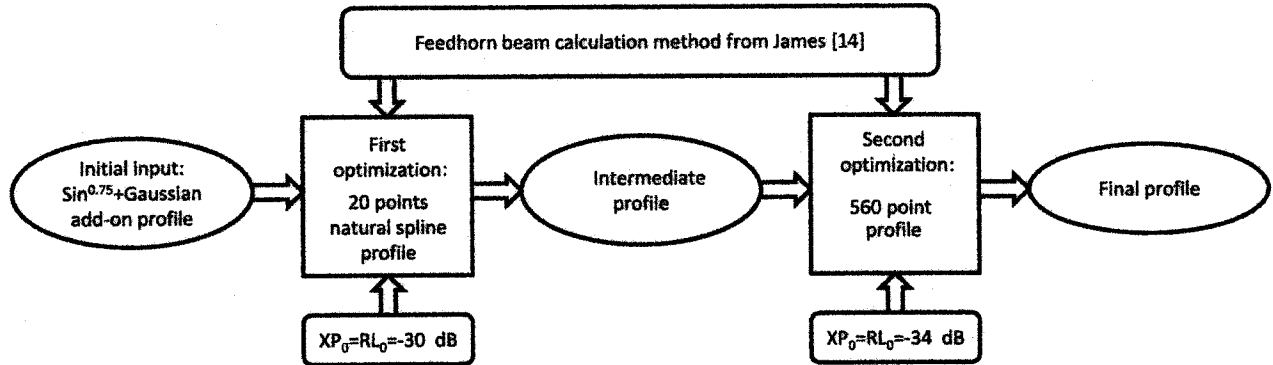 Feedhorn beam calculation method from James [14]
Initial input:
Sin^0.75+Gaussian
add-on profile
First
optimization:
20 points
natural spline
profile
Intermediate
profile
Second
optimization:
560 point
profile
Final profile
XP₀=RL₀=-30 dB
XP₀=RL₀=-34 dB